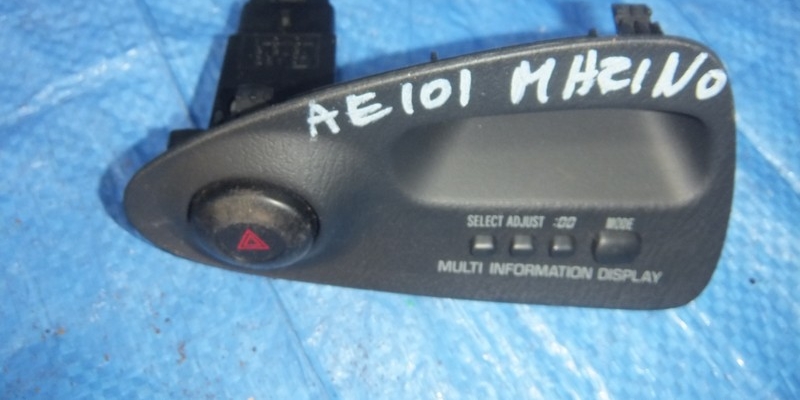 AE101 MARINO
SELECT ADJUST :00 MODE
MULTI INFORMATION DISPLAY